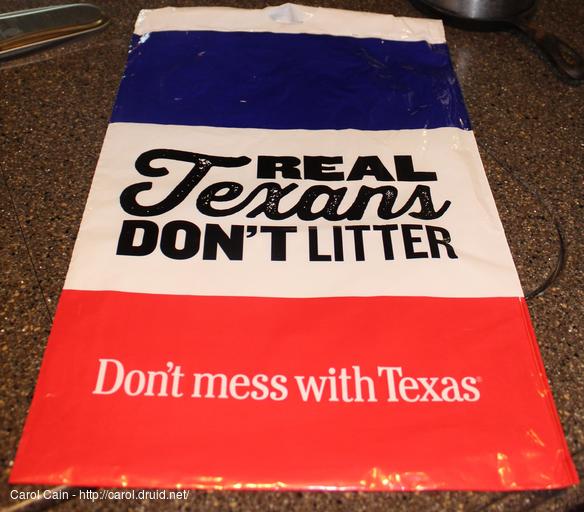 REAL
Texans
DON'T LITTER
Don't mess with Texas®
Carol Cain - http://carol.druid.net/